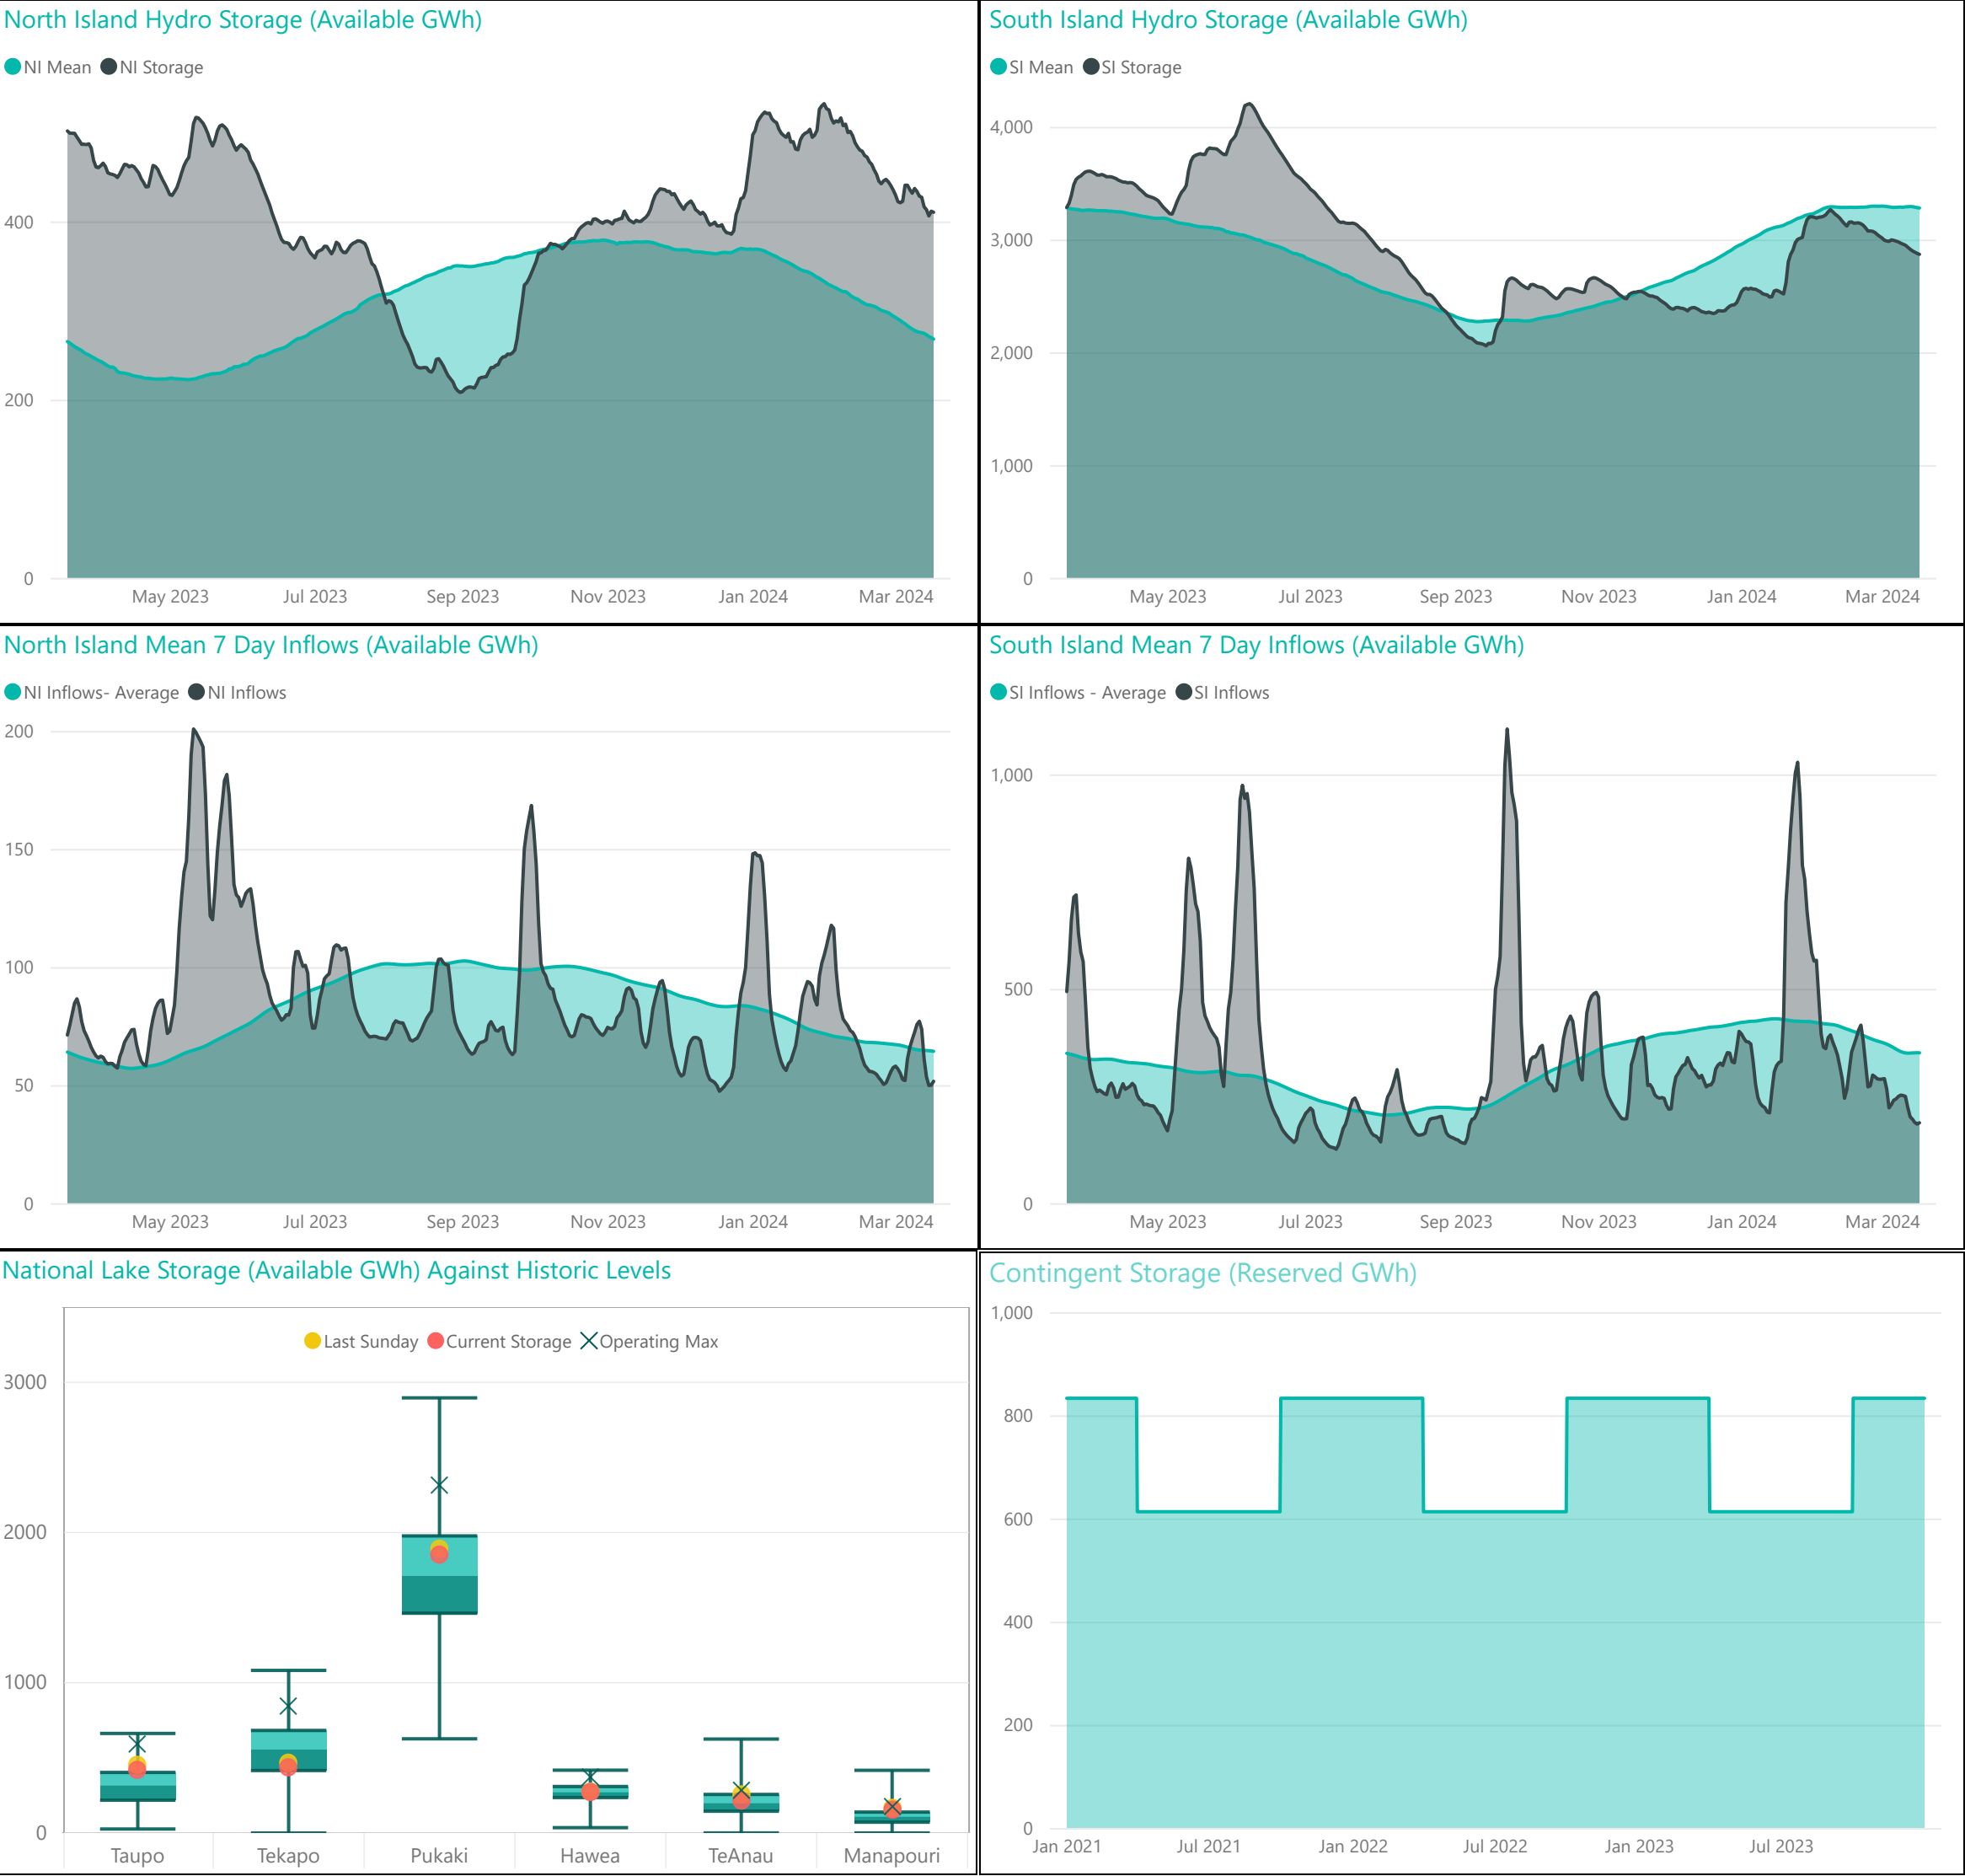 North Island Hydro Storage (Available GWh)
NI Mean NI Storage
400
200
0
May 2023 Jul 2023 Sep 2023 Nov 2023 Jan 2024 Mar 2024
South Island Hydro Storage (Available GWh)
SI Mean SI Storage
4,000
3,000
2,000
1,000
0
May 2023 Jul 2023 Sep 2023 Nov 2023 Jan 2024 Mar 2024
North Island Mean 7 Day Inflows (Available GWh)
NI Inflows- Average NI Inflows
200
150
100
50
0
May 2023 Jul 2023 Sep 2023 Nov 2023 Jan 2024 Mar 2024
South Island Mean 7 Day Inflows (Available GWh)
SI Inflows - Average SI Inflows
1,000
500
0
May 2023 Jul 2023 Sep 2023 Nov 2023 Jan 2024 Mar 2024
National Lake Storage (Available GWh) Against Historic Levels
Last Sunday Current Storage Operating Max
3000
2000
1000
0
Taupo Tekapo Pukaki Hawea TeAnau Manapouri
Contingent Storage (Reserved GWh)
1,000
800
600
400
200
0
Jan 2021 Jul 2021 Jan 2022 Jul 2022 Jan 2023 Jul 2023